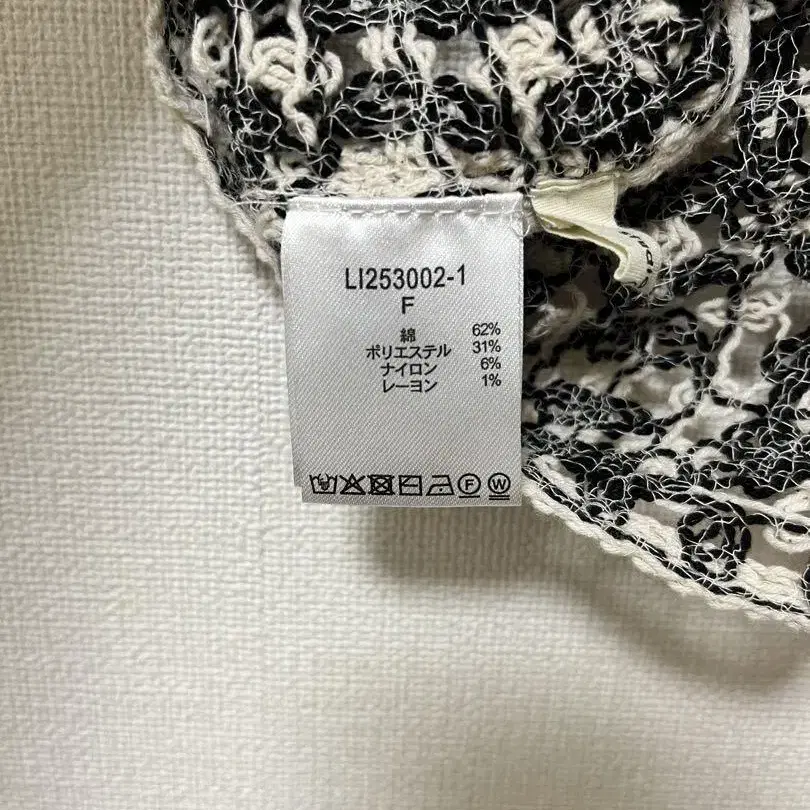 LI253002-1
F
綿 62%
ポリエステル 31%
ナイロン 6%
レーヨン 1%
F W